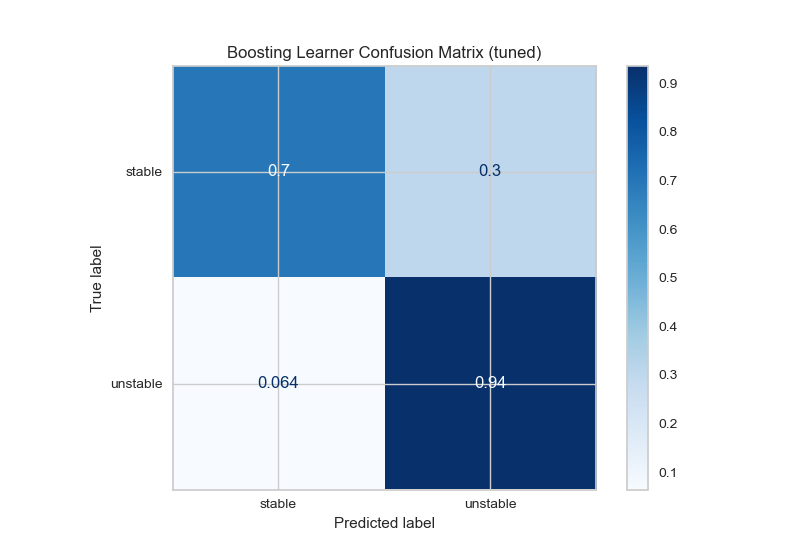 Boosting Learner Confusion Matrix (tuned)
stable
0.7
0.3
unstable
0.064
0.94
stable
unstable
Predicted label
True label
0.9
0.8
0.7
0.6
0.5
0.4
0.3
0.2
0.1